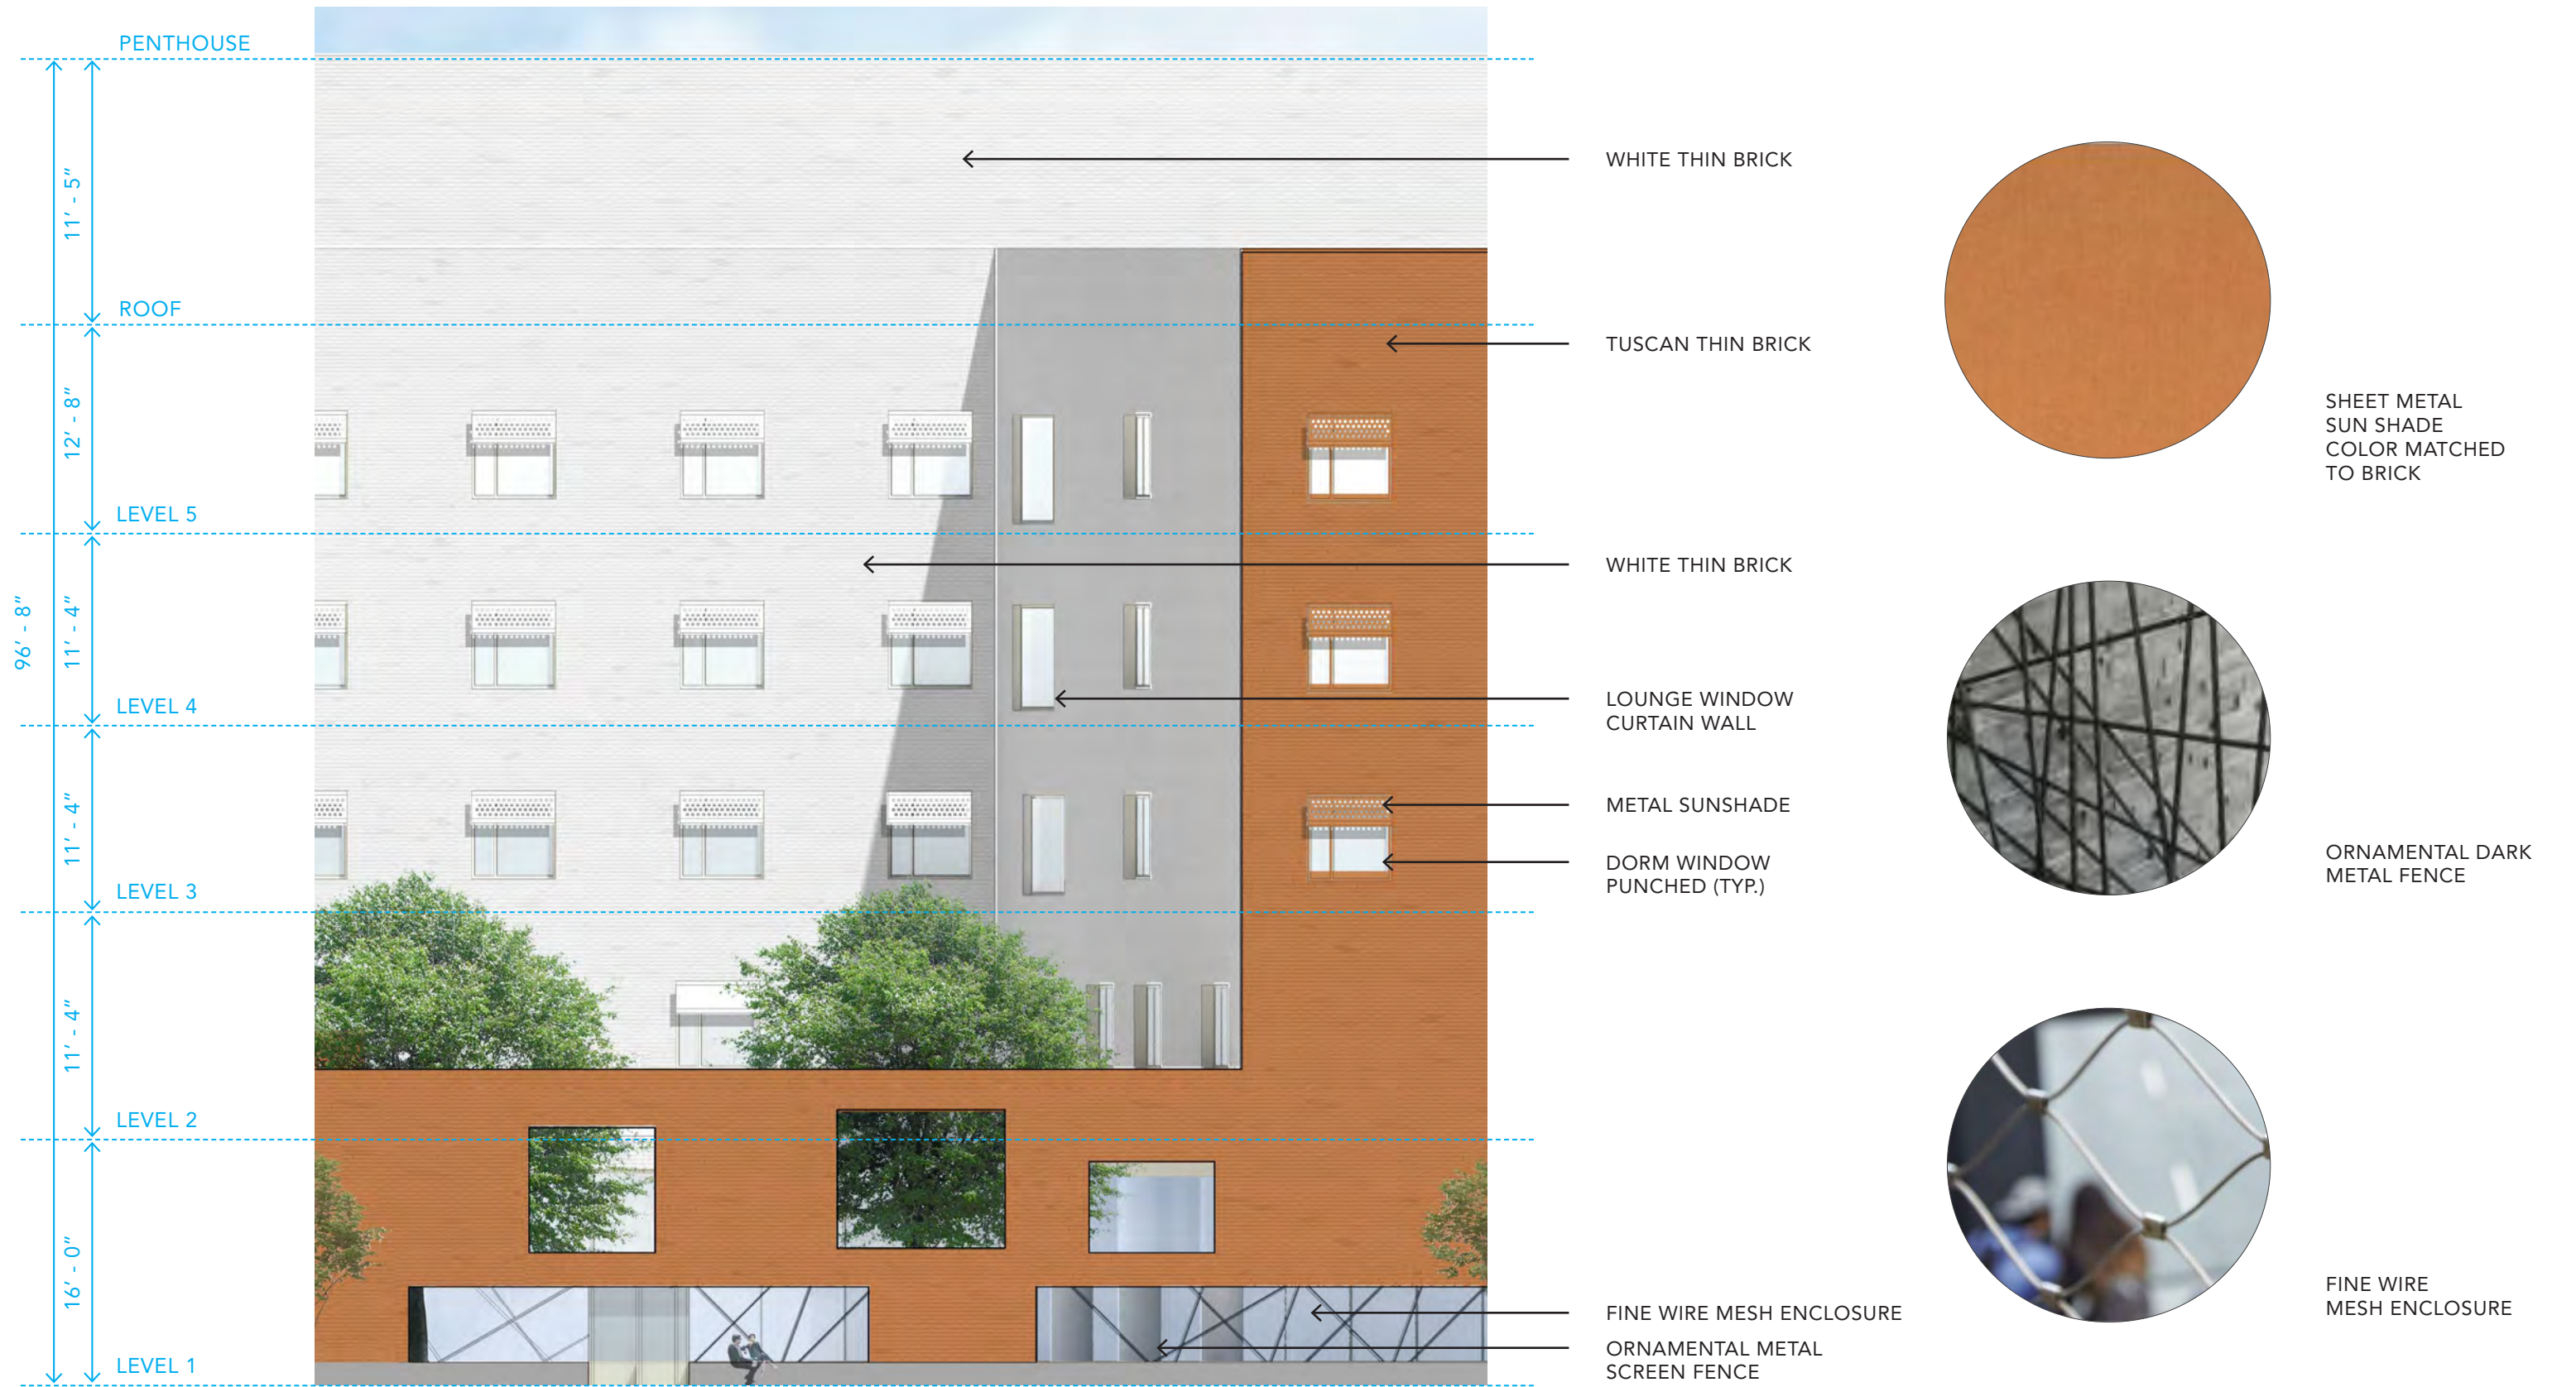 PENTHOUSE
11' - 5"
ROOF
12' - 8"
LEVEL 5
96' - 8"
11' - 4"
LEVEL 4
11' - 4"
LEVEL 3
11' - 4"
LEVEL 2
16' - 0"
LEVEL 1
WHITE THIN BRICK
TUSCAN THIN BRICK
WHITE THIN BRICK
LOUNGE WINDOW
CURTAIN WALL
METAL SUNSHADE
DORM WINDOW
PUNCHED (TYP.)
FINE WIRE MESH ENCLOSURE
ORNAMENTAL METAL
SCREEN FENCE
SHEET METAL
SUN SHADE
COLOR MATCHED
TO BRICK
ORNAMENTAL DARK
METAL FENCE
FINE WIRE
MESH ENCLOSURE